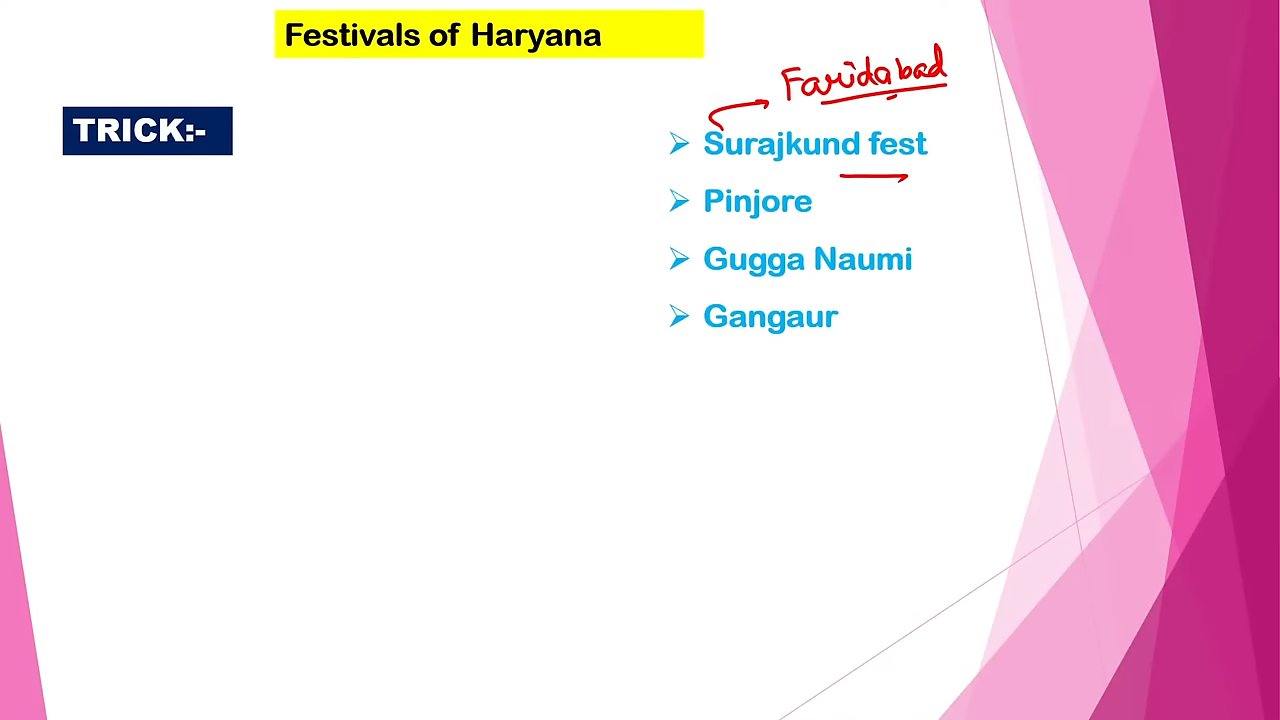 Festivals of Haryana
Faridabad
TRICK:-
Surajkund fest
Pinjore
Gugga Naumi
Gangaur